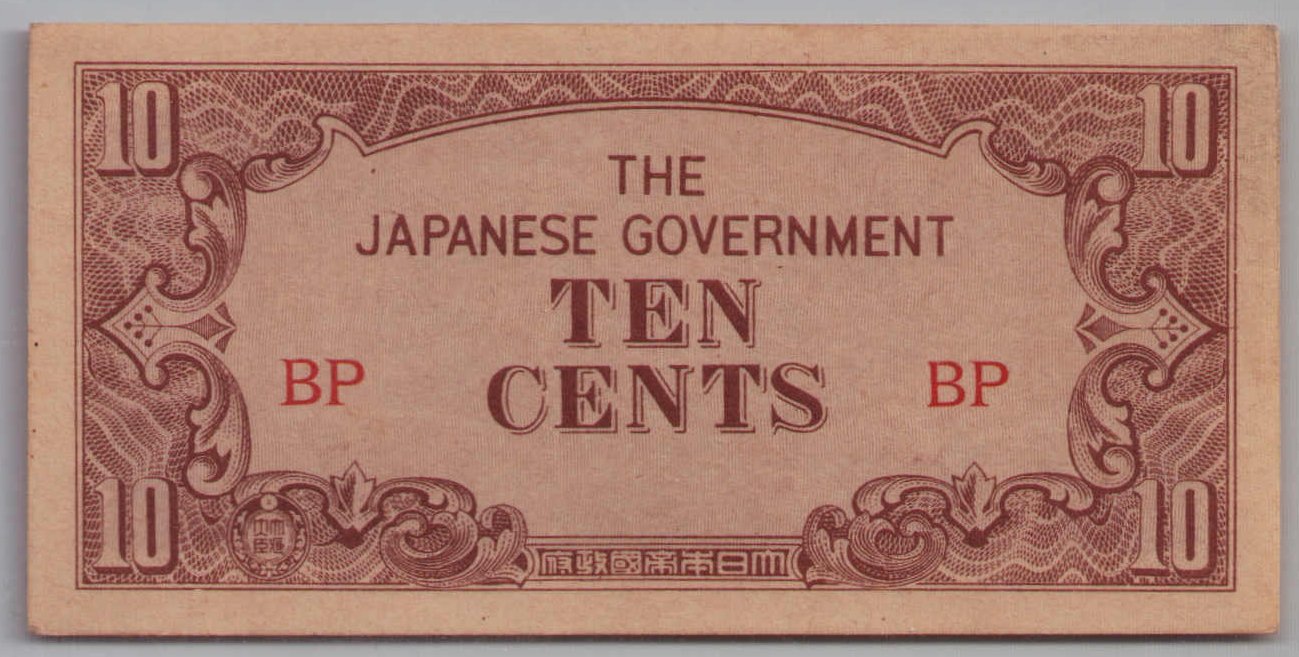 10 10
THE
JAPANESE GOVERNMENT
TEN
BP CENTS BP
10 10
大日本帝國政府